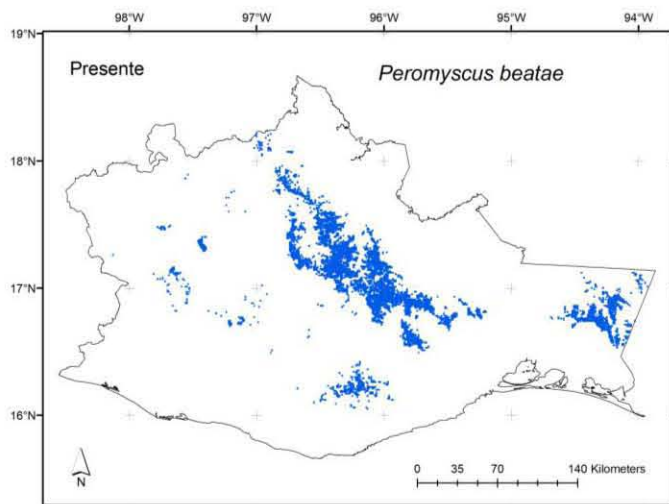 98°W 97°W 96°W 95°W 94°W
19°N
Presente Peromyscus beatae
18°N
17°N
16°N
N
0 35 70 140 Kilometers